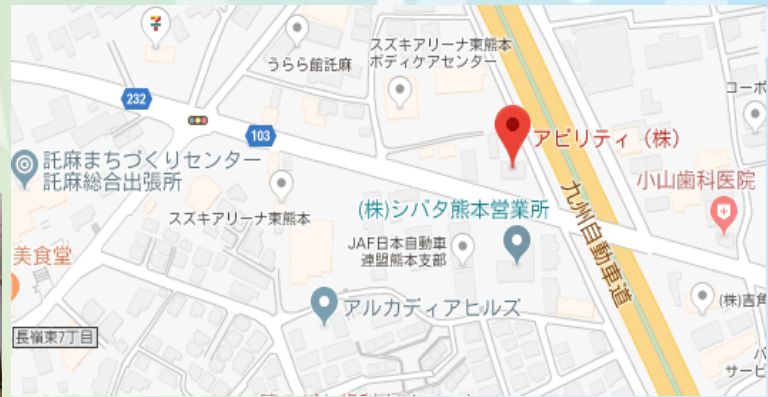 うらら館託麻
スズキアリーナ東熊本
ボディケアセンター
コーポ
232
103
アビリティ（株）
託麻まちづくりセンター
託麻総合出張所
小山歯科医院
スズキアリーナ東熊本
(株)シバタ熊本営業所
九州自動車道
美食堂
JAF日本自動車
連盟熊本支部
アルカディアヒルズ
(株)吉角
長嶺東7丁目
サービ